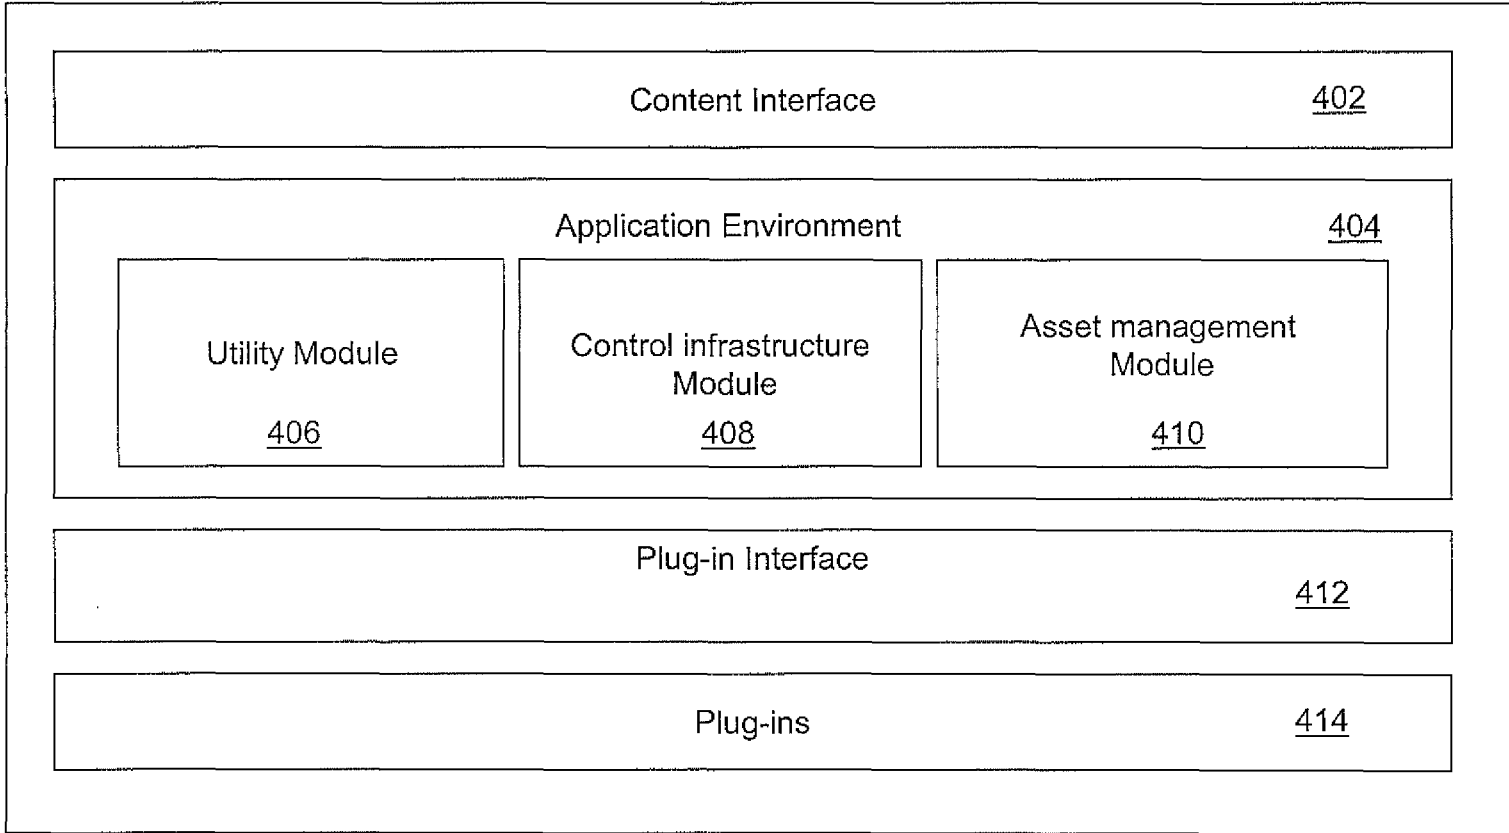 Content Interface 402
Application Environment 404
Utility Module
406
Control infrastructure
Module
408
Asset management
Module
410
Plug-in Interface
412
Plug-ins 414